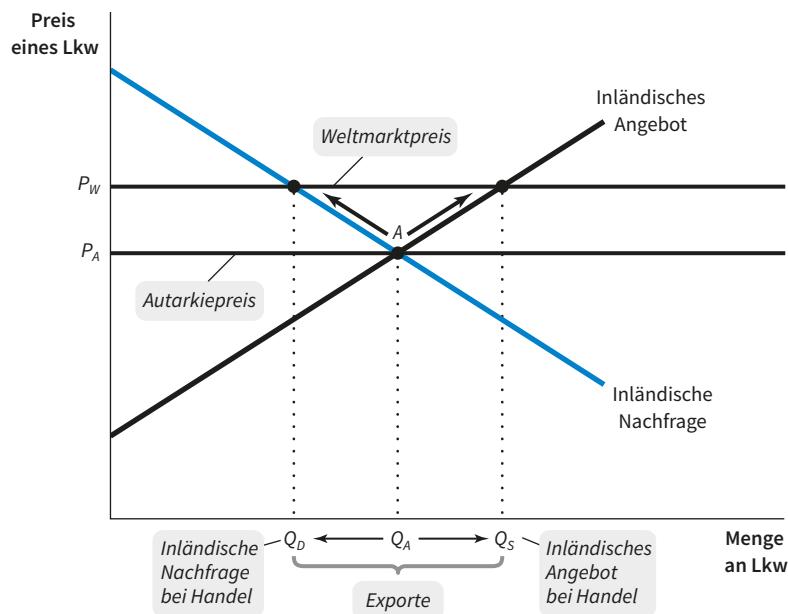 Preis
eines Lkw
Inländisches
Angebot
Weltmarktpreis
P_W
A
P_A
Autarkiepreis
Inländische
Nachfrage
Q_D
Q_A
Q_S
Menge
an Lkw
Inländische
Nachfrage
bei Handel
Inländisches
Angebot
bei Handel
Exporte